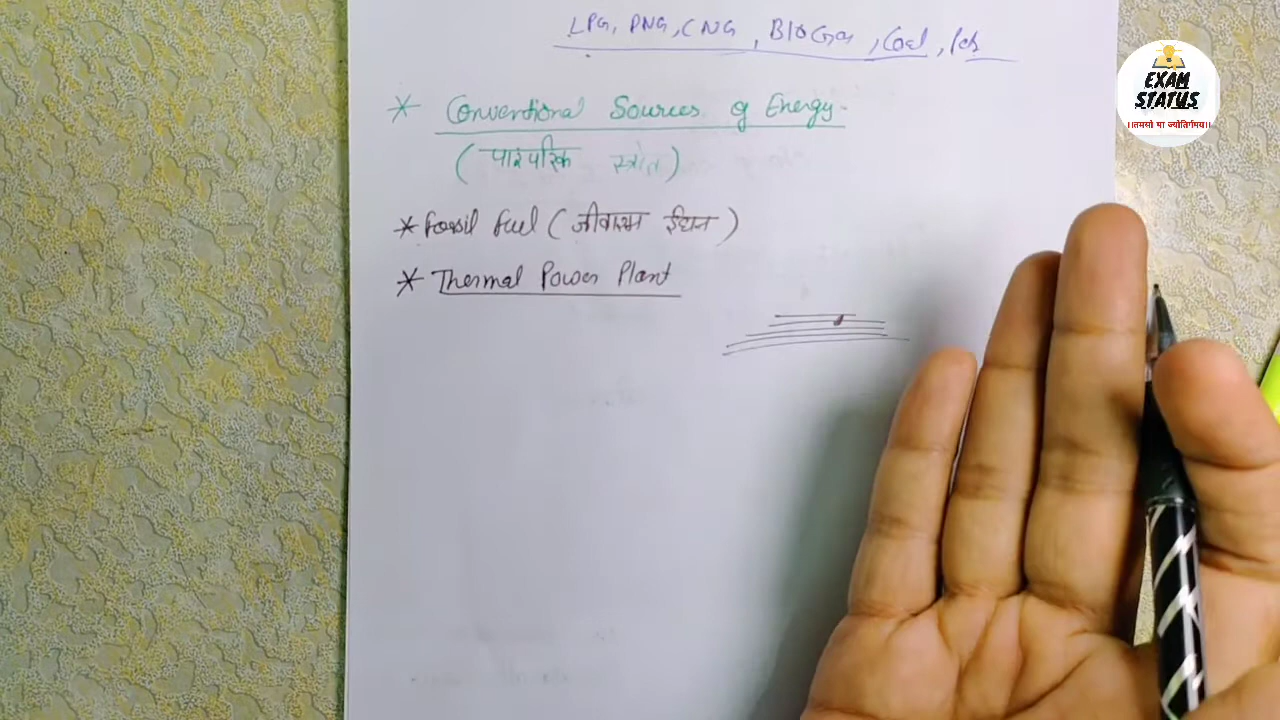 LPG, PNG, CNG, BioGas, Coal,
EXAM
STATUS
।।तमसो मा ज्योतिर्गमय।।
* Conventional Sources of Energy-
(पारंपरिक स्त्रोत)
* Fossil fuel (जीवाश्म ईंधन)
* Thermal Power Plant